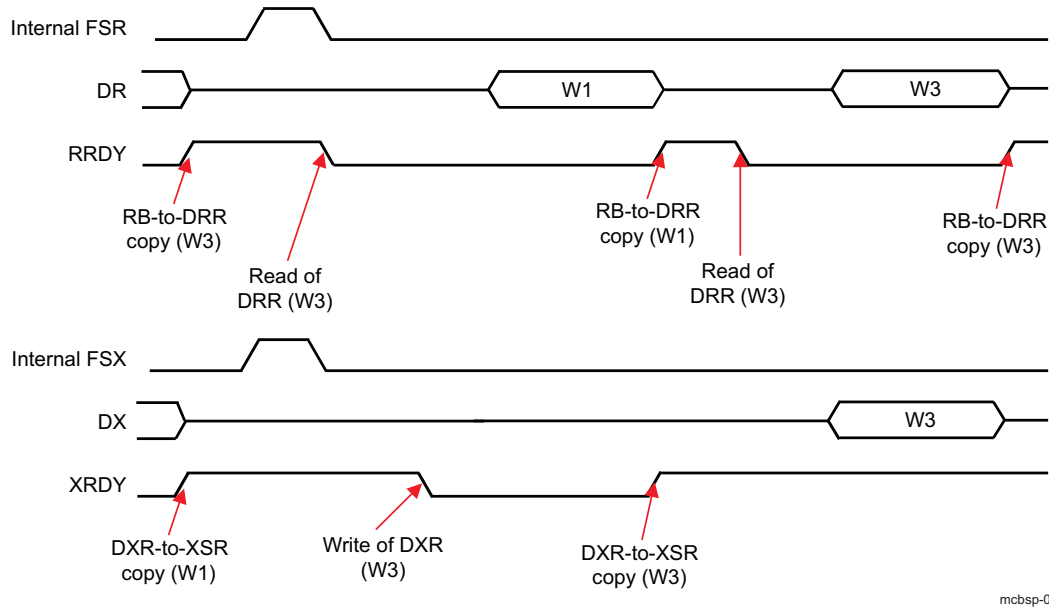 Internal FSR
DR
W1
W3
RRDY
RB-to-DRR
copy (W3)
Read of
DRR (W3)
RB-to-DRR
copy (W1)
Read of
DRR (W3)
RB-to-DRR
copy (W3)
Internal FSX
DX
W3
XRDY
DXR-to-XSR
copy (W1)
Write of DXR
(W3)
DXR-to-XSR
copy (W3)
mcbsp-0